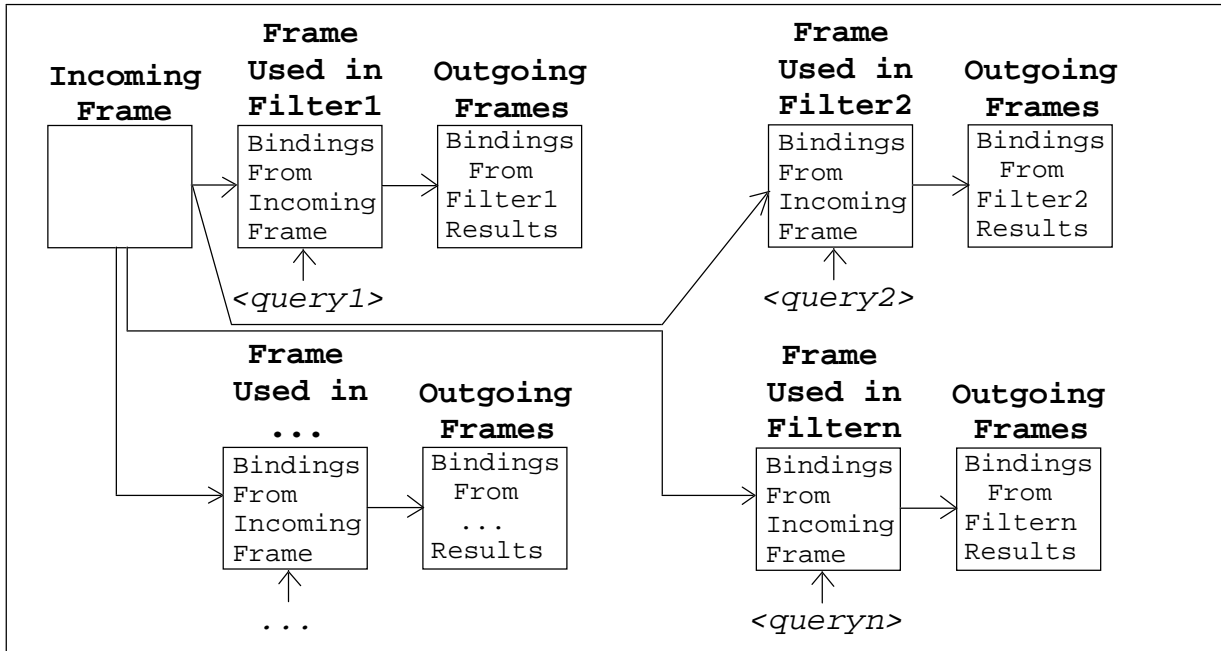 Incoming
Frame
Frame
Used in
Filter1
Bindings
From
Incoming
Frame
<query1>
Outgoing
Frames
Bindings
From
Filter1
Results
Frame
Used in
Filter2
Bindings
From
Incoming
Frame
<query2>
Outgoing
Frames
Bindings
From
Filter2
Results
Frame
Used in
...
Bindings
From
Incoming
Frame
...
Outgoing
Frames
Bindings
From
...
Results
Frame
Used in
Filtern
Bindings
From
Incoming
Frame
<queryn>
Outgoing
Frames
Bindings
From
Filtern
Results